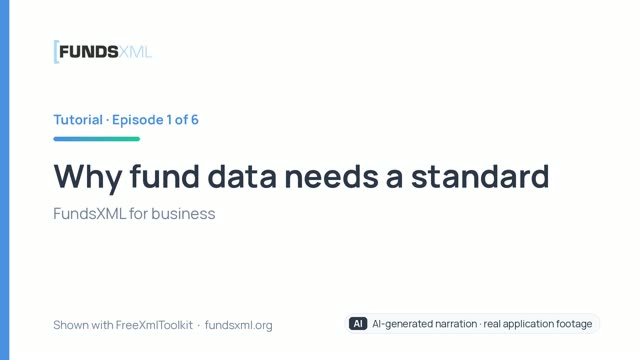 FUNDSXML
Tutorial · Episode 1 of 6
Why fund data needs a standard
FundsXML for business
Shown with FreeXmlToolkit · fundsxml.org
AI AI-generated narration · real application footage